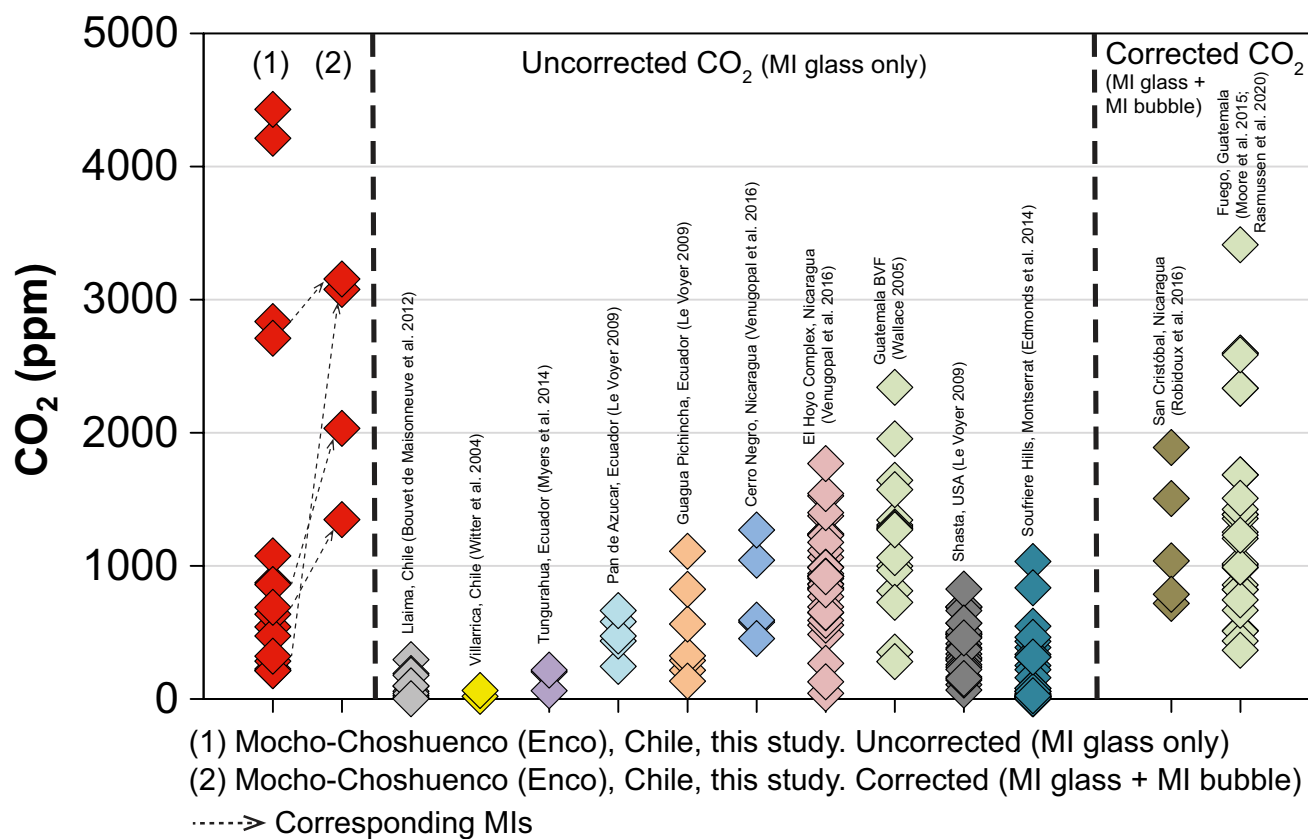 CO2 (ppm)
5000
4000
3000
2000
1000
0
(1)
(2)
Uncorrected CO2 (MI glass only)
Corrected CO2
(MI glass +
MI bubble)
Llaima, Chile (Bouvet de Maisonneuve et al. 2012)
Villarrica, Chile (Witter et al. 2004)
Tungurahua, Ecuador (Myers et al. 2014)
Pan de Azucar, Ecuador (Le Voyer 2009)
Guagua Pichincha, Ecuador (Le Voyer 2009)
Cerro Negro, Nicaragua (Venugopal et al. 2016)
El Hoyo Complex, Nicaragua
(Venugopal et al. 2016)
Guatemala BVF
(Wallace 2005)
Shasta, USA (Le Voyer 2009)
Soufriere Hills, Montserrat (Edmonds et al. 2014)
San Cristóbal, Nicaragua
(Robidoux et al. 2016)
Fuego, Guatemala
(Moore et al. 2015;
Rasmussen et al. 2020)
(1) Mocho-Choshuenco (Enco), Chile, this study. Uncorrected (MI glass only)
(2) Mocho-Choshuenco (Enco), Chile, this study. Corrected (MI glass + MI bubble)
Corresponding MIs